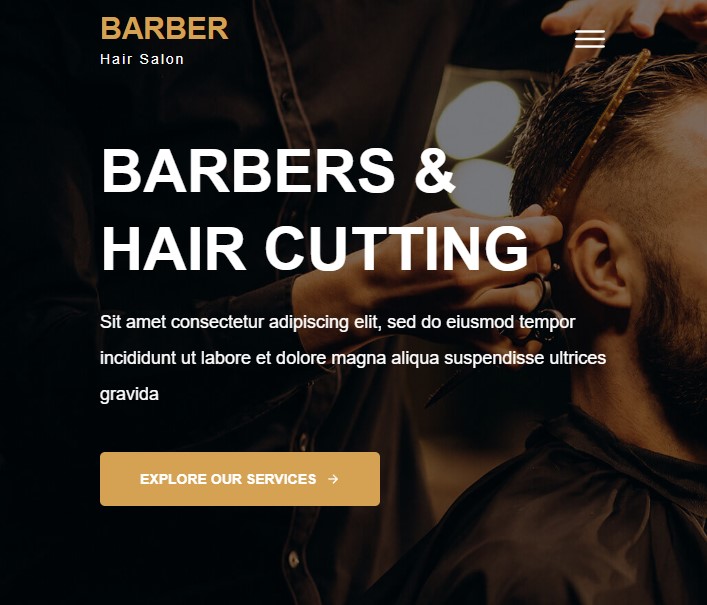 BARBER
Hair Salon
BARBERS &
HAIR CUTTING
Sit amet consectetur adipiscing elit, sed do eiusmod tempor
incididunt ut labore et dolore magna aliqua suspendisse ultrices
gravida
EXPLORE OUR SERVICES →